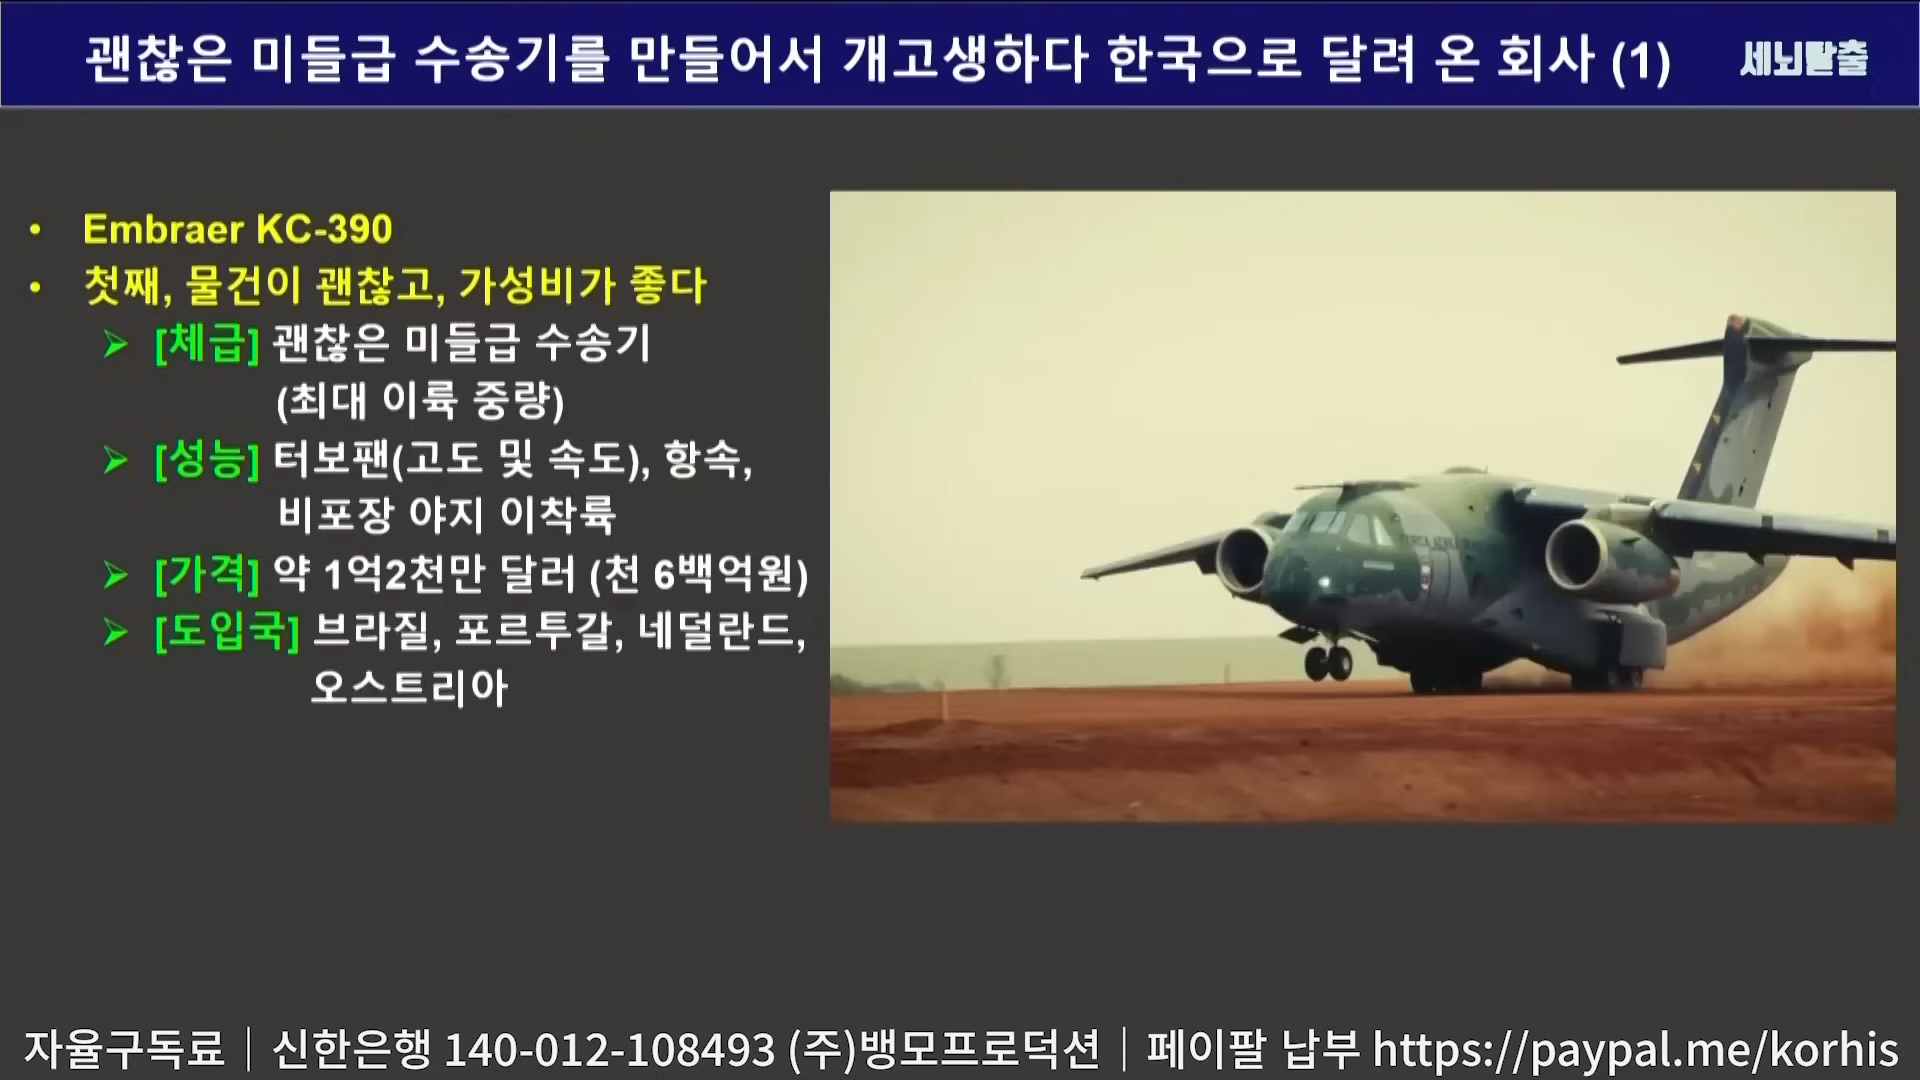 괜찮은 미들급 수송기를 만들어서 개고생하다 한국으로 달려 온 회사 (1)
세뇌탈출
• Embraer KC-390
• 첫째, 물건이 괜찮고, 가성비가 좋다
➢ [체급] 괜찮은 미들급 수송기
(최대 이륙 중량)
➢ [성능] 터보팬(고도 및 속도), 항속,
비포장 야지 이착륙
➢ [가격] 약 1억2천만 달러 (천 6백억원)
➢ [도입국] 브라질, 포르투갈, 네덜란드,
오스트리아
자율구독료 | 신한은행 140-012-108493 (주)뱅모프로덕션 | 페이팔 납부 https://paypal.me/korhis